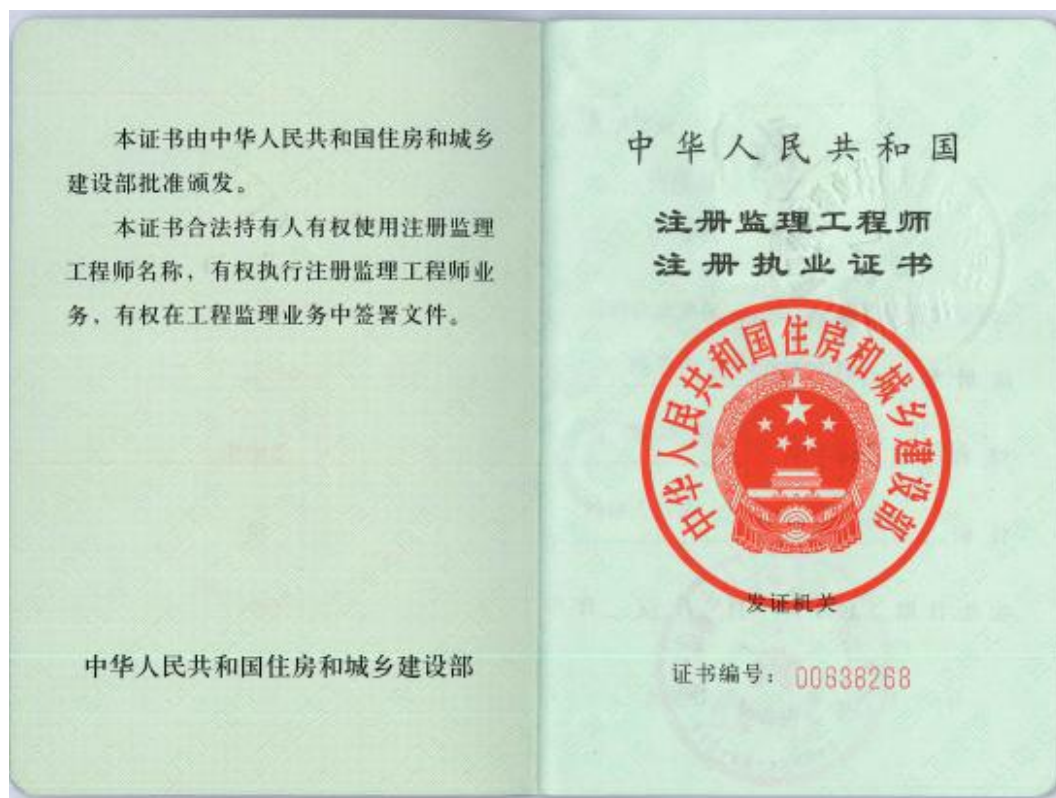 本证书由中华人民共和国住房和城乡
建设部批准颁发。
本证书合法持有人有权使用注册监理
工程师名称，有权执行注册监理工程师业
务，有权在工程监理业务中签署文件。
中华人民共和国住房和城乡建设部
中华人民共和国
注册监理工程师
注册执业证书
中华人民共和国住房和城乡建设部
发证机关
证书编号：00638268